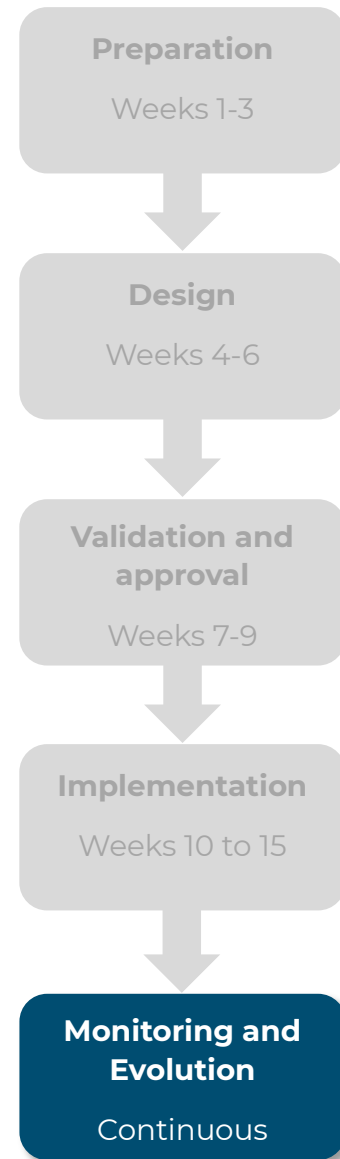 Preparation
Weeks 1-3
Design
Weeks 4-6
Validation and
approval
Weeks 7-9
Implementation
Weeks 10 to 15
Monitoring and
Evolution
Continuous